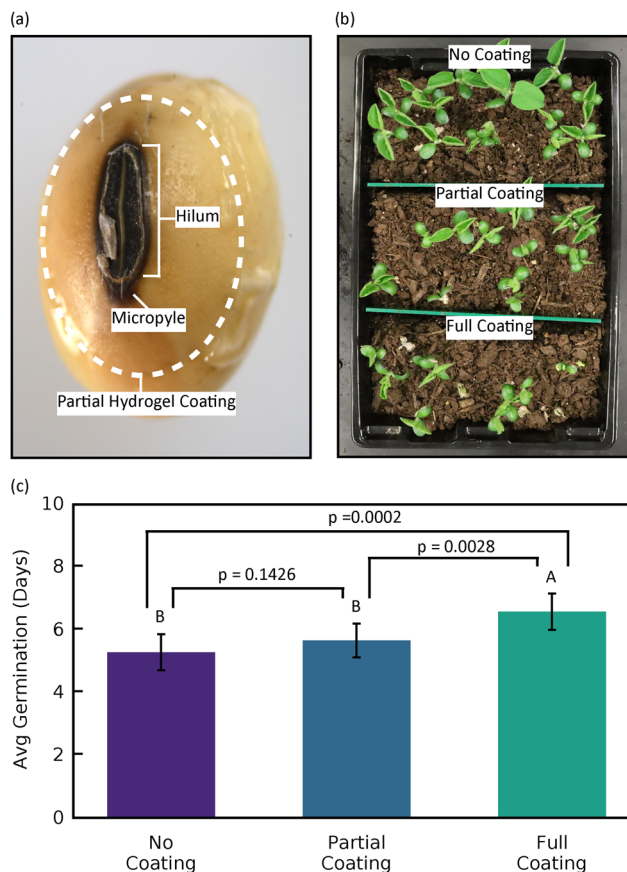 (a)
Hilum
Micropyle
Partial Hydrogel Coating
(b)
No Coating
Partial Coating
Full Coating
(c)
Avg Germination (Days)
10
8
6
4
2
0
p =0.0002
p = 0.0028
p = 0.1426
B
B
A
No
Coating
Partial
Coating
Full
Coating